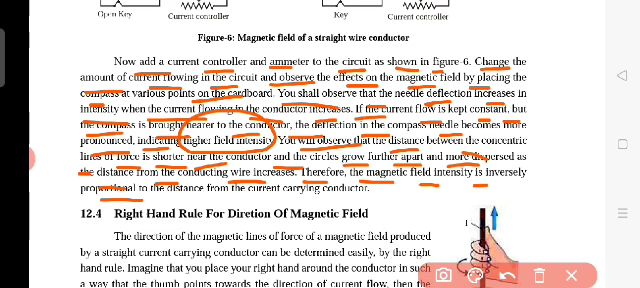 Open Key
Current controller
Key
Current controller
Figure-6: Magnetic field of a straight wire conductor
Now add a current controller and ammeter to the circuit as shown in figure-6. Change the
amount of current flowing in the circuit and observe the effects on the magnetic field by placing the
compass at various points on the cardboard. You shall observe that the needle deflection increases in
intensity when the current flowing in the conductor increases. If the current flow is kept constant, but
the compass is brought nearer to the conductor, the deflection in the compass needle becomes more
pronounced, indicating higher field intensity. You will observe that the distance between the concentric
lines of force is shorter near the conductor and the circles grow further apart and more dispersed as
the distance from the conducting wire increases. Therefore, the magnetic field intensity is inversely
proportional to the distance from the current carrying conductor.
12.4 Right Hand Rule For Diretion Of Magnetic Field
The direction of the magnetic lines of force of a magnetic field produced
by a straight current carrying conductor can be determined easily, by the right
hand rule. Imagine that you place your right hand around the conductor in such
a way that the thumb points towards the direction of current flow, then the
I